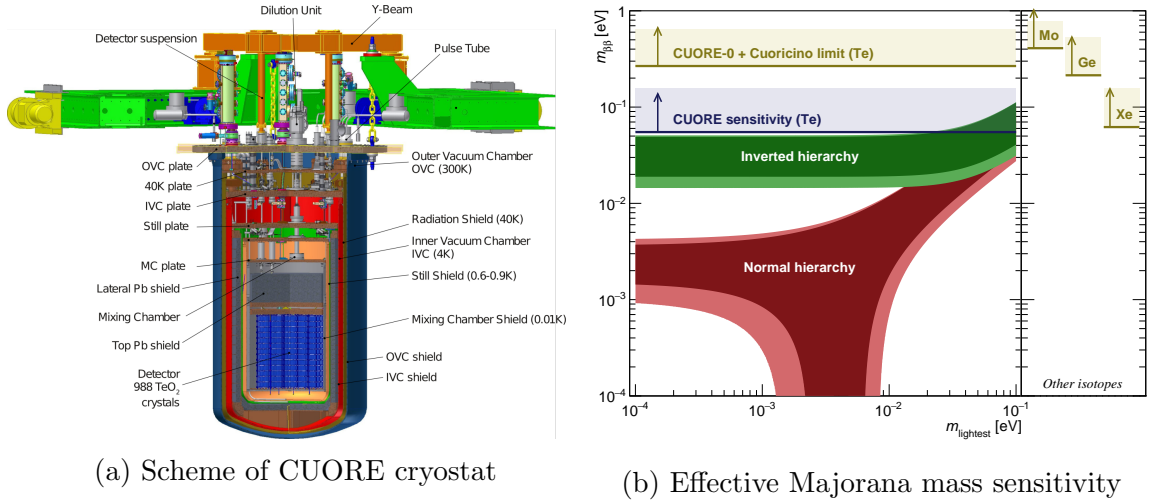 Dilution Unit
Y-Beam
Detector suspension
Pulse Tube
OVC plate
40K plate
IVC plate
Still plate
MC plate
Lateral Pb shield
Mixing Chamber
Top Pb shield
Detector
988 TeO2
crystals
Outer Vacuum Chamber
OVC (300K)
Radiation Shield (40K)
Inner Vacuum Chamber
IVC (4K)
Still Shield (0.6-0.9K)
Mixing Chamber Shield (0.01K)
OVC shield
IVC shield
(a) Scheme of CUORE cryostat
mββ [eV]
1
10⁻¹
10⁻²
10⁻³
10⁻⁴
CUORE-0 + Cuoricino limit (Te)
CUORE sensitivity (Te)
Inverted hierarchy
Normal hierarchy
Mo
Ge
Xe
Other isotopes
10⁻⁴
10⁻³
10⁻²
10⁻¹
mlightest [eV]
(b) Effective Majorana mass sensitivity